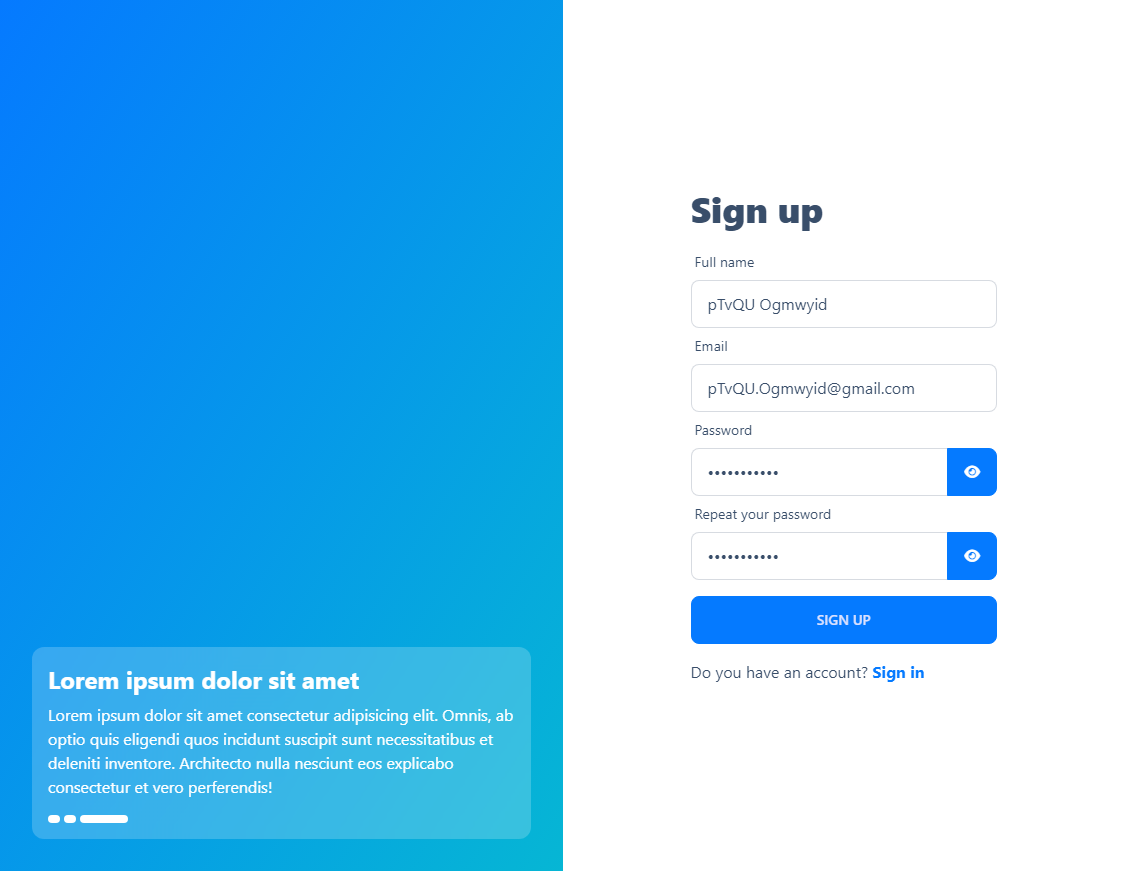 Sign up
Full name
pTvQU Ogmwyid
Email
pTvQU.Ogmwyid@gmail.com
Password
•••••••••••
Repeat your password
•••••••••••
SIGN UP
Do you have an account? Sign in
Lorem ipsum dolor sit amet
Lorem ipsum dolor sit amet consectetur adipisicing elit. Omnis, ab
optio quis eligendi quos incidunt suscipit sunt necessitatibus et
deleniti inventore. Architecto nulla nesciunt eos explicabo
consectetur et vero perferendis!